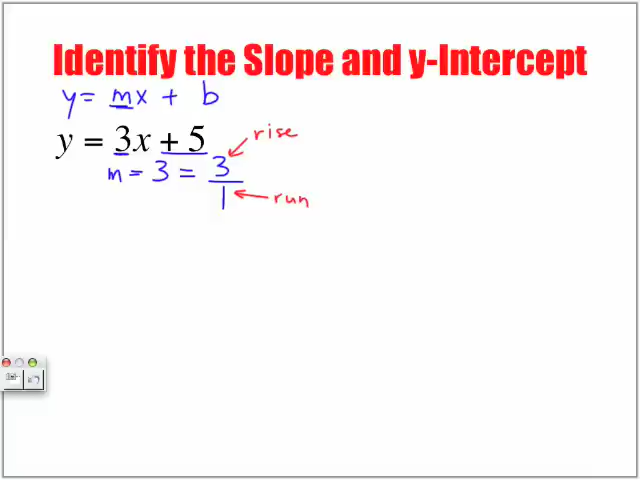 Identify the Slope and y-Intercept
y = mx + b
y = 3x + 5
rise
m = 3 = 3/1
run